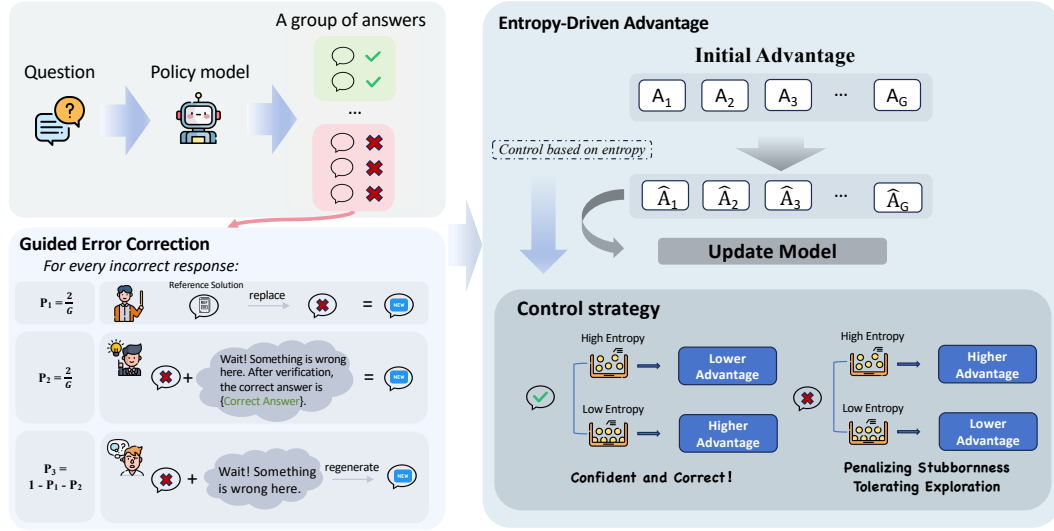 A group of answers
Question
Policy model
...
Guided Error Correction
For every incorrect response:
P₁ = 2/G
Reference Solution
replace
=
NEW
P₂ = 2/G
+
Wait! Something is wrong
here. After verification,
the correct answer is
{Correct Answer}.
=
NEW
P₃ =
1 - P₁ - P₂
+
Wait! Something
is wrong here.
regenerate
NEW
Entropy-Driven Advantage
Initial Advantage
A₁ A₂ A₃ ... A_G
Control based on entropy
Â₁ Â₂ Â₃ ... Â_G
Update Model
Control strategy
High Entropy
Lower
Advantage
Low Entropy
Higher
Advantage
Confident and Correct!
High Entropy
Higher
Advantage
Low Entropy
Lower
Advantage
Penalizing Stubbornness
Tolerating Exploration